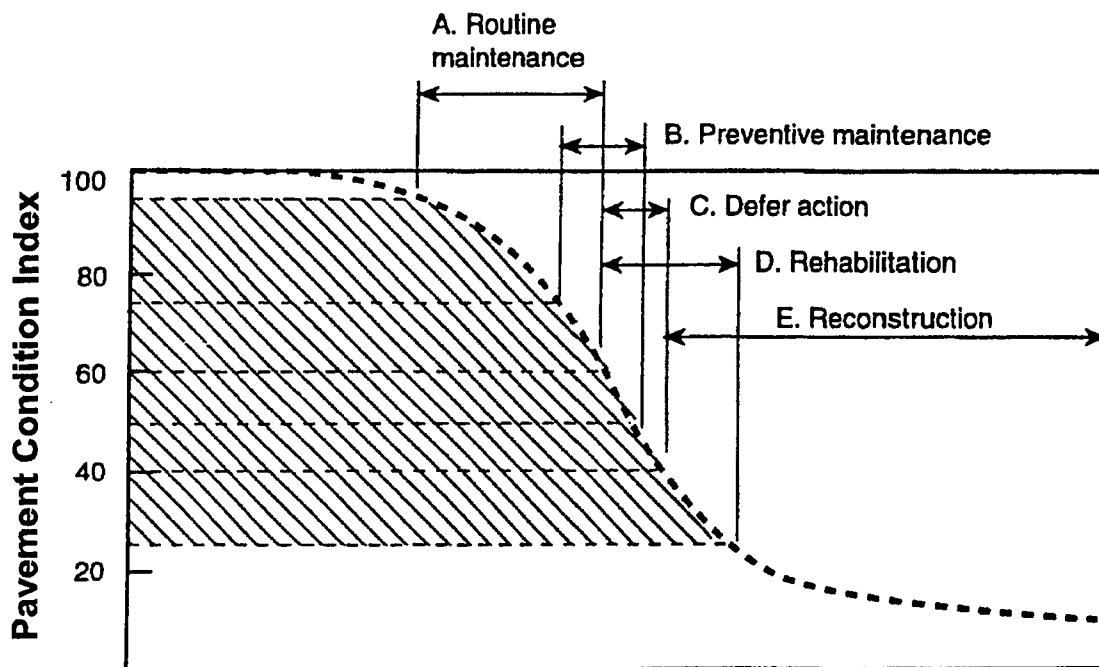 A. Routine
maintenance
B. Preventive maintenance
C. Defer action
D. Rehabilitation
E. Reconstruction
Pavement Condition Index
100
80
60
40
20